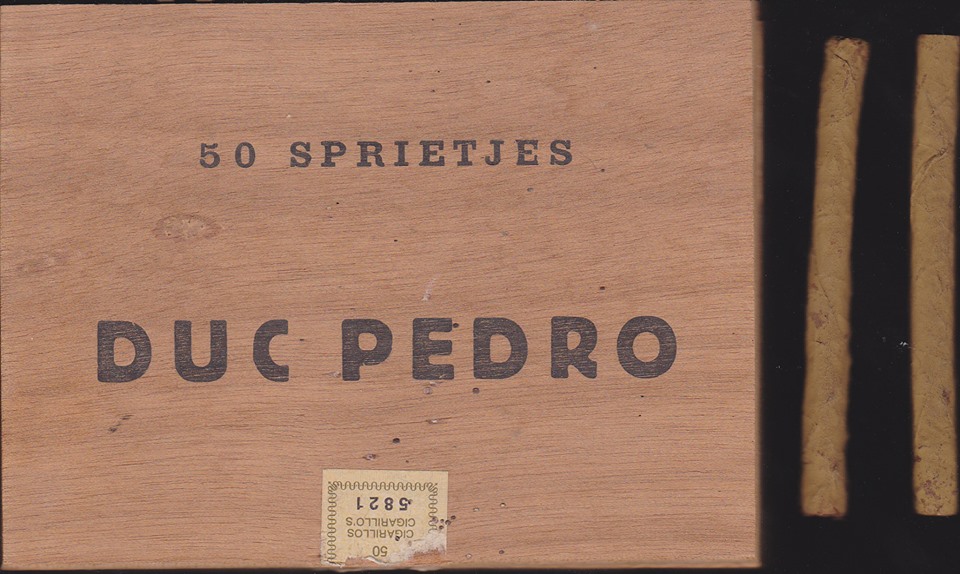 50 SPRIETJES
DUC PEDRO
50
CIGARILLOS
CIGARILLO'S
5821